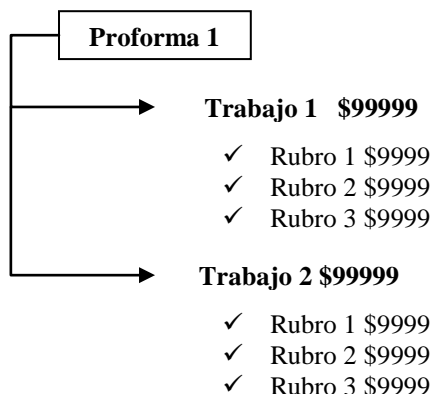 Proforma 1
Trabajo 1 $99999
✓ Rubro 1 $9999
✓ Rubro 2 $9999
✓ Rubro 3 $9999
Trabajo 2 $99999
✓ Rubro 1 $9999
✓ Rubro 2 $9999
✓ Rubro 3 $9999